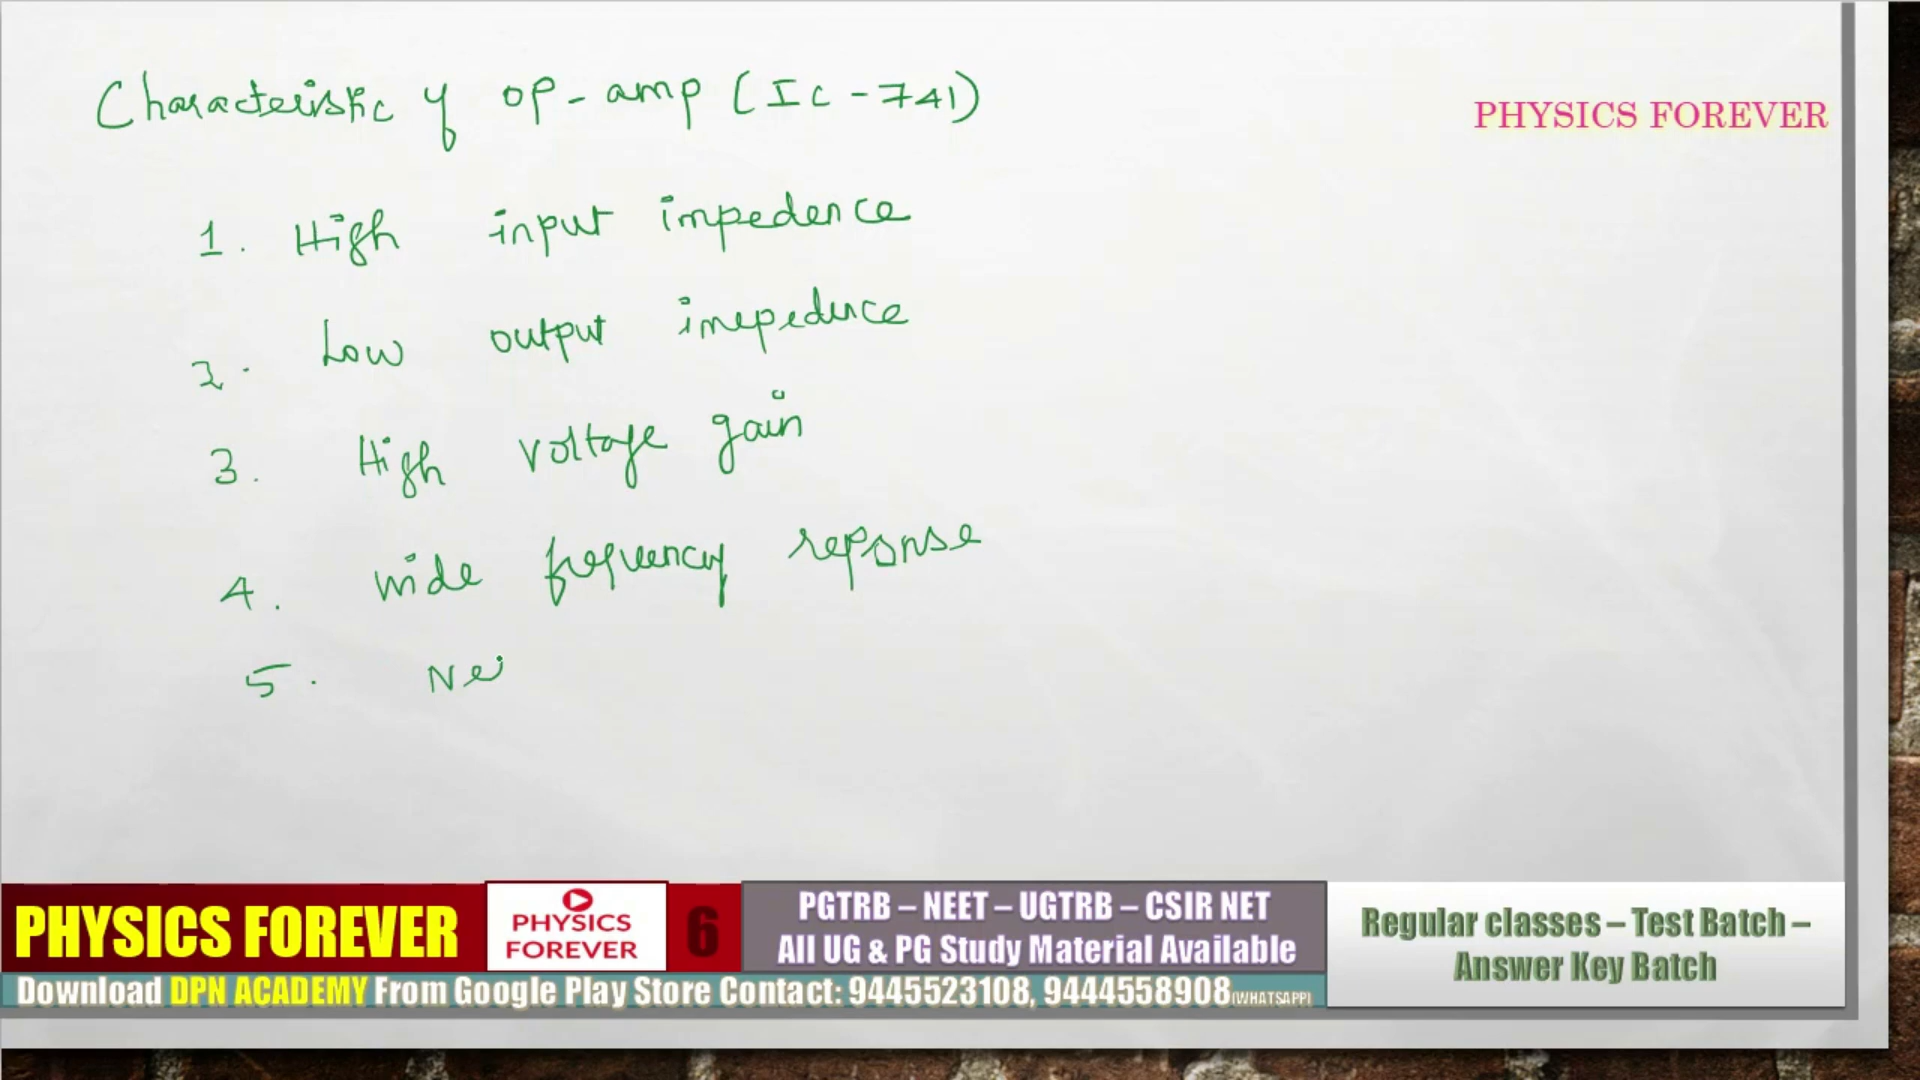 Characteristic of op-amp (Ic-741)
PHYSICS FOREVER
1. High input impedence
2. Low output imepedence
3. High voltage gain
4. wide frequency reponse
5. Ne
PHYSICS FOREVER
PHYSICS
FOREVER
6
PGTRB – NEET – UGTRB – CSIR NET
All UG & PG Study Material Available
Regular classes – Test Batch –
Answer Key Batch
Download DPN ACADEMY From Google Play Store Contact: 9445523108, 9444558908(WHATSAPP)